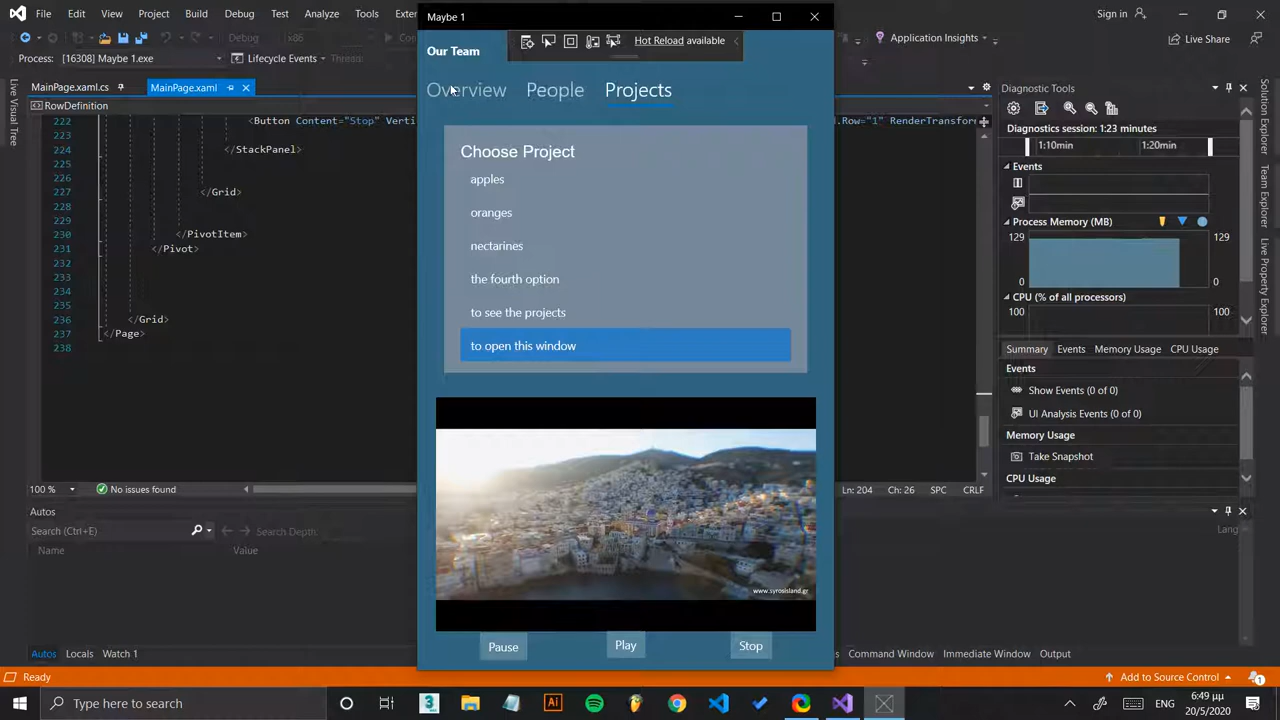 File
Edit
View
Project
Build
Debug
Test
Analyze
Tools
Sign in
Debug
x86
Process: [16308] Maybe 1.exe
Lifecycle Events
Thread:
Application Insights
Live Share
Live Visual Tree
MainPage.xaml.cs
MainPage.xaml
RowDefinition
222 <Button Content="Stop" Verti
.Row="1" RenderTransfor
223
224 </StackPanel>
225
226
227 </Grid>
228
229
230 </PivotItem>
231 </Pivot>
232
233
234
235
236 </Grid>
237 </Page>
238
100 %
No issues found
Ln: 204 Ch: 26 SPC CRLF
Autos
Search (Ctrl+E)
Search Depth:
Name
Value
Lang
Autos
Locals
Watch 1
Command Window
Immediate Window
Output
Ready
Add to Source Control
1
Maybe 1
Our Team
Hot Reload available
Overview
People
Projects
Choose Project
apples
oranges
nectarines
the fourth option
to see the projects
to open this window
www.syrosisland.gr
Pause
Play
Stop
Diagnostic Tools
Diagnostics session: 1:23 minutes
1:10min
1:20min
Events
Process Memory (MB)
129
129
0
0
CPU (% of all processors)
100
100
Summary
Events
Memory Usage
CPU Usage
Events
Show Events (0 of 0)
UI Analysis Events (0 of 0)
Memory Usage
Take Snapshot
CPU Usage
Solution Explorer
Team Explorer
Live Property Explorer
Type here to search
3
Ai
ENG
6:49 μμ
20/5/2020